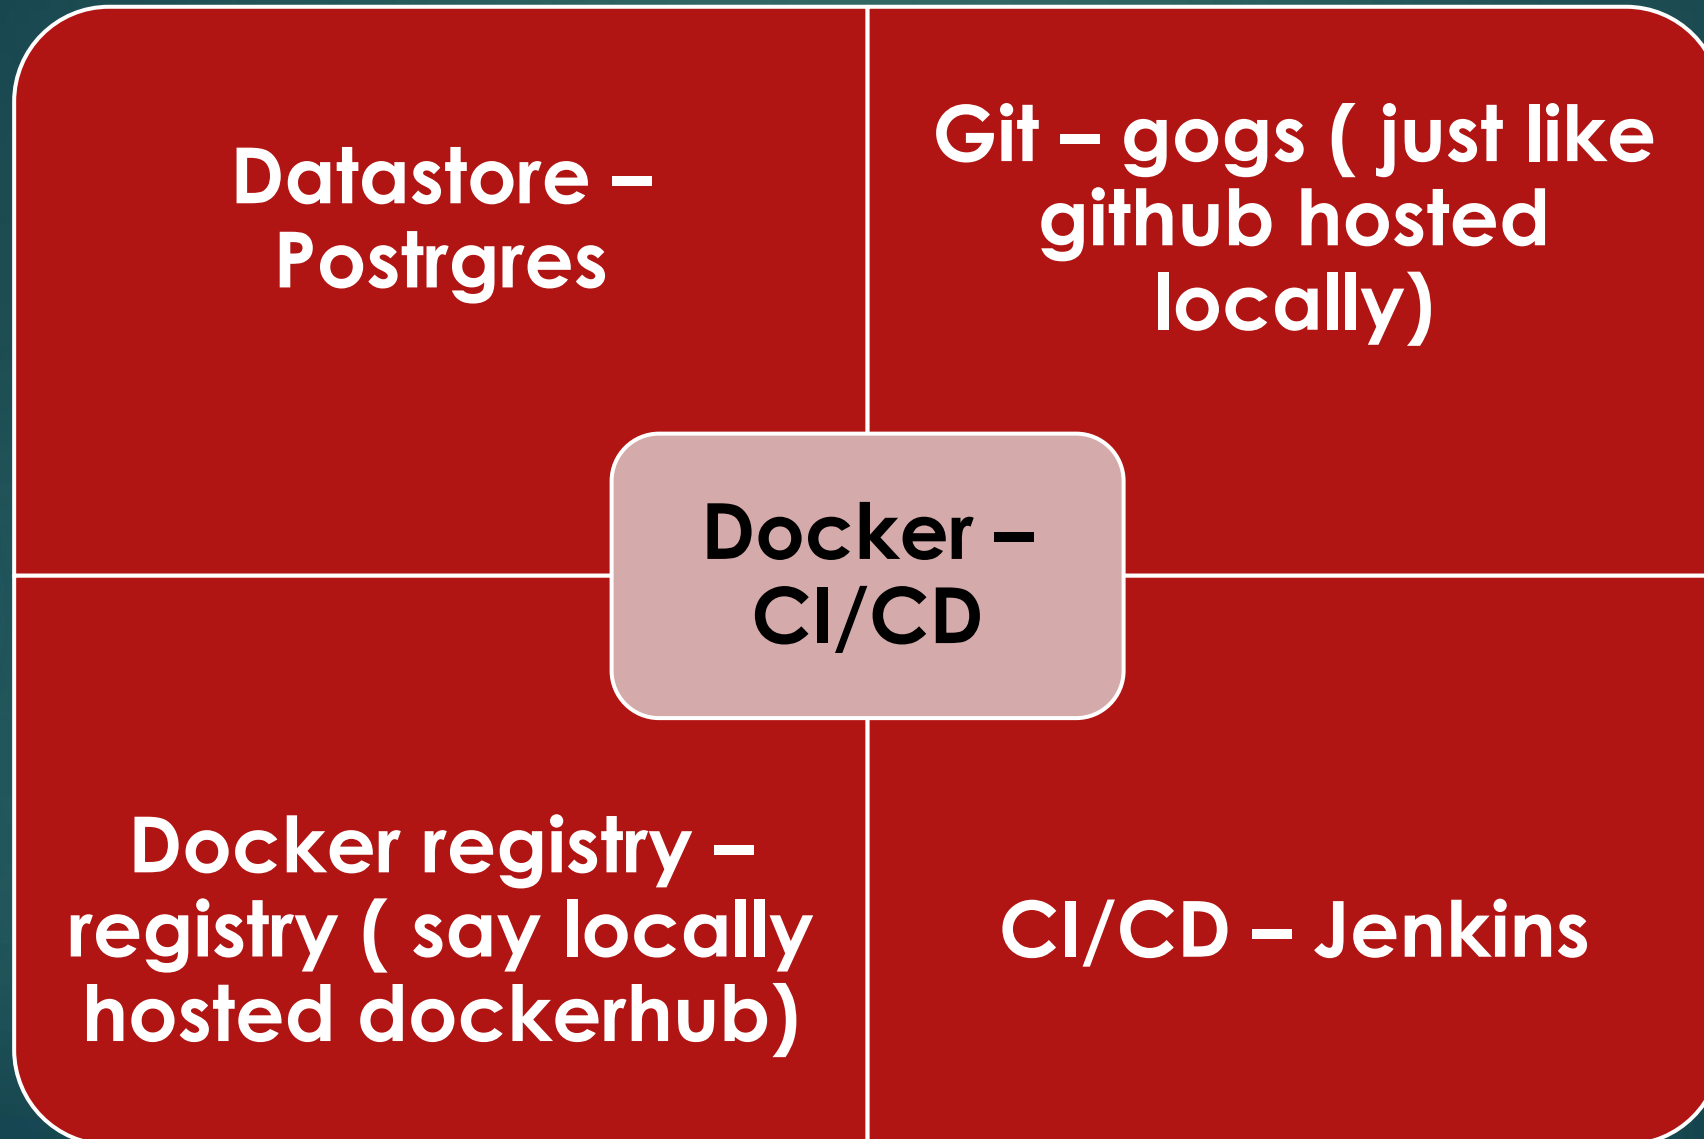 Datastore –
Postrgres
Git – gogs ( just like
github hosted
locally)
Docker –
CI/CD
Docker registry –
registry ( say locally
hosted dockerhub)
CI/CD – Jenkins